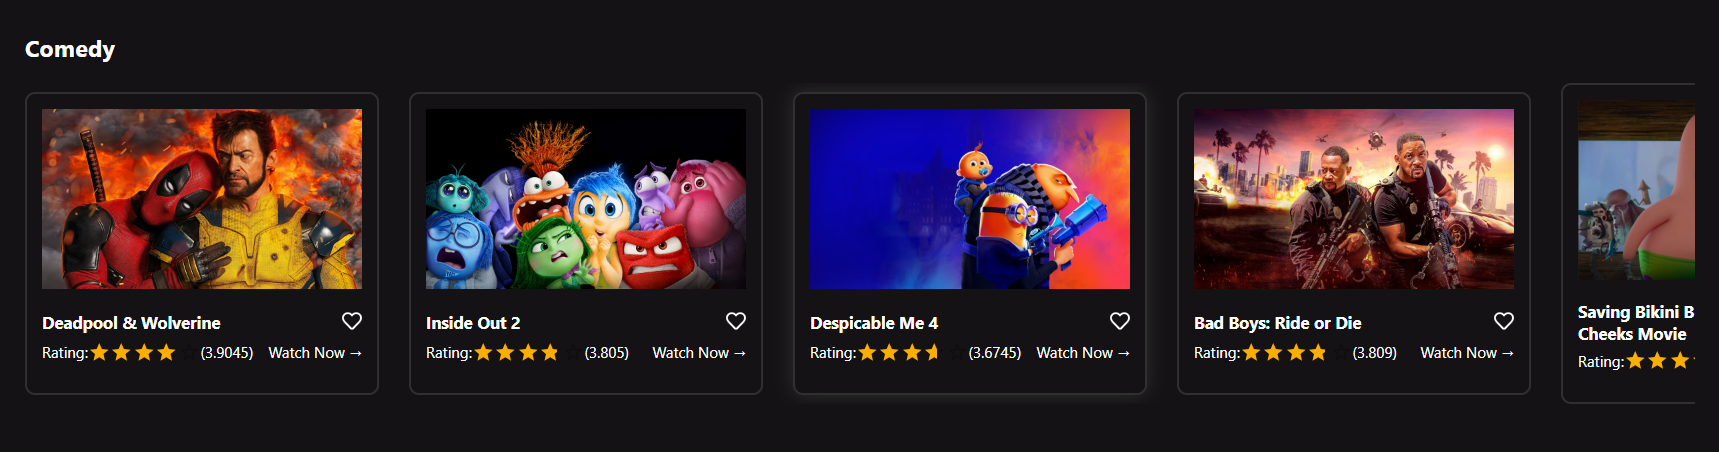 Comedy
Deadpool & Wolverine
Rating: (3.9045) Watch Now →
Inside Out 2
Rating: (3.805) Watch Now →
Despicable Me 4
Rating: (3.6745) Watch Now →
Bad Boys: Ride or Die
Rating: (3.809) Watch Now →
Saving Bikini B
Cheeks Movie
Rating: